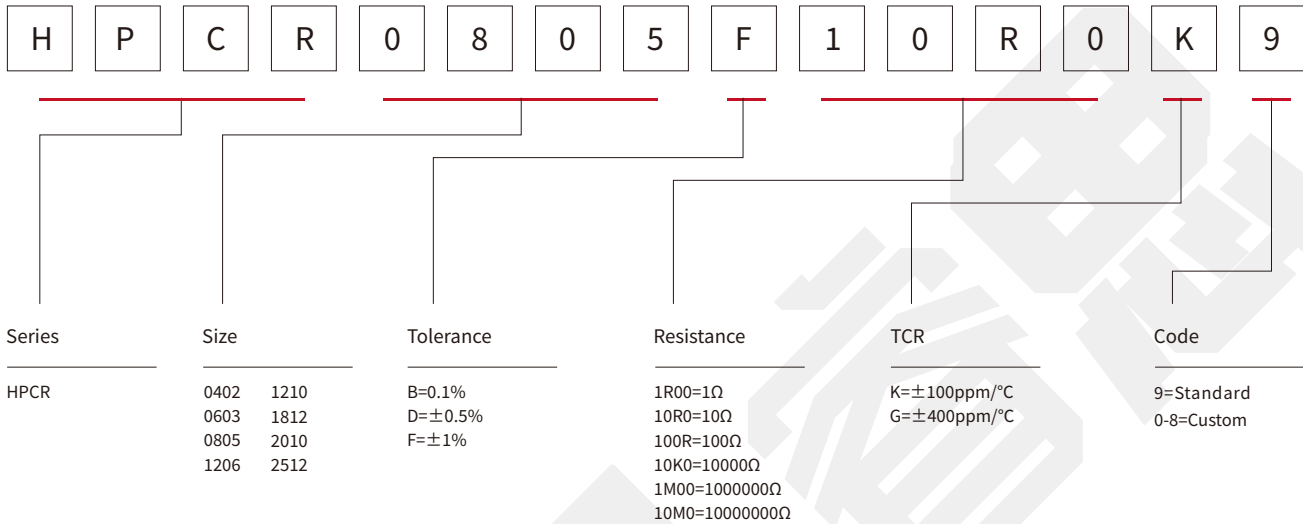 H P C R 0 8 0 5 F 1 0 R 0 K 9
Series
HPCR
Size
0402 1210
0603 1812
0805 2010
1206 2512
Tolerance
B=0.1%
D=±0.5%
F=±1%
Resistance
1R00=1Ω
10R0=10Ω
100R=100Ω
10K0=10000Ω
1M00=1000000Ω
10M0=10000000Ω
TCR
K=±100ppm/°C
G=±400ppm/°C
Code
9=Standard
0-8=Custom